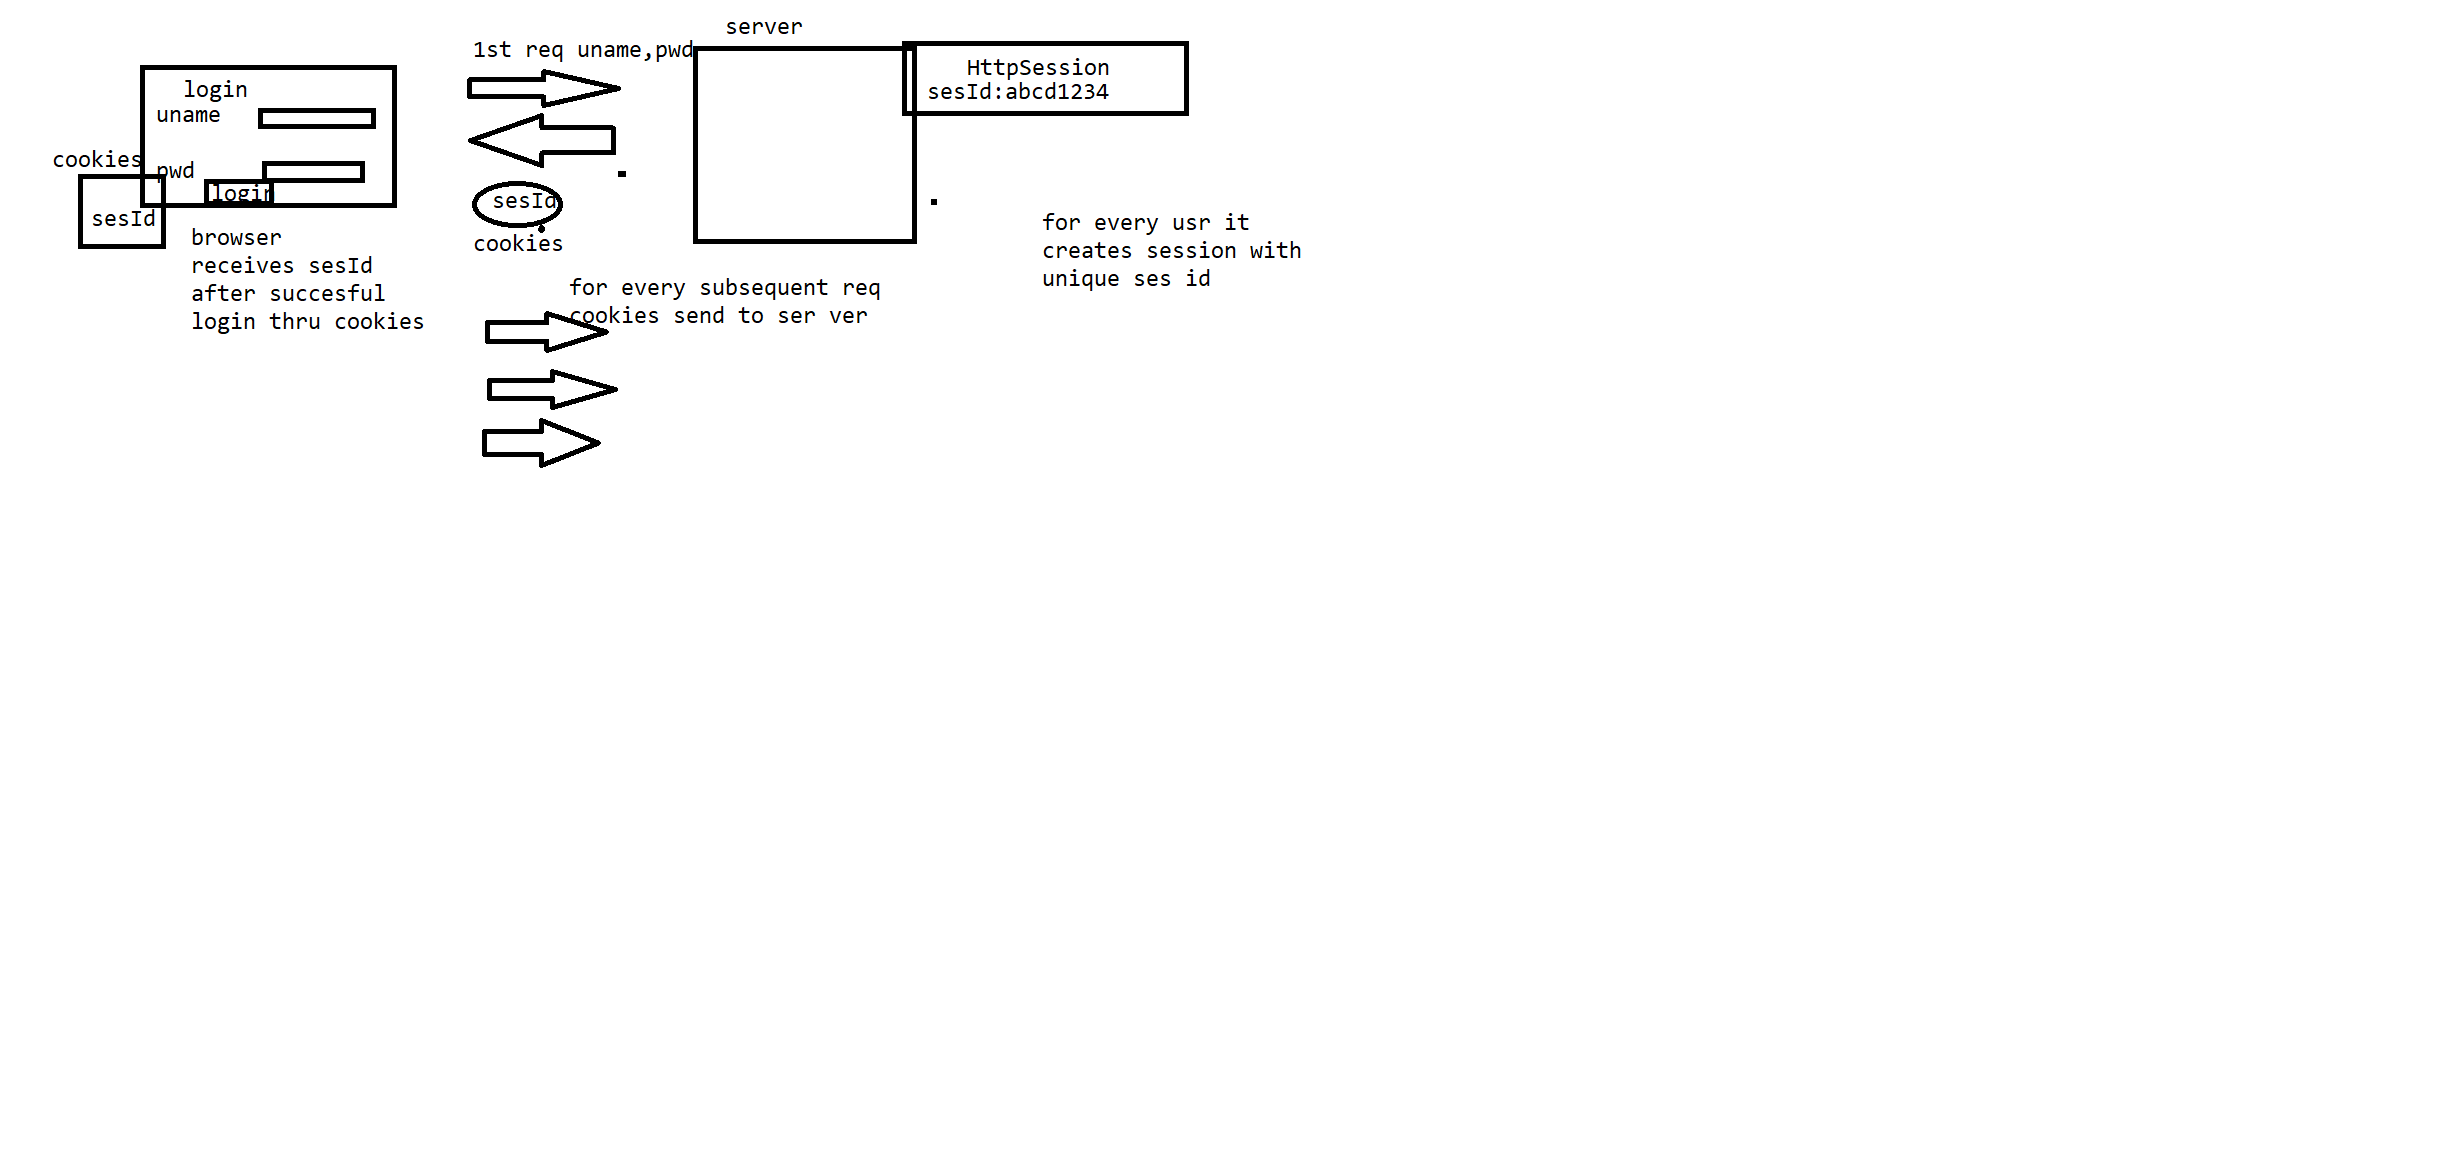 server
1st req uname,pwd
HttpSession
sesId:abcd1234
login
uname
cookies
pwd
login
sesId
sesId
cookies
browser
receives sesId
after succesful
login thru cookies
for every usr it
creates session with
unique ses id
for every subsequent req
cookies send to ser ver